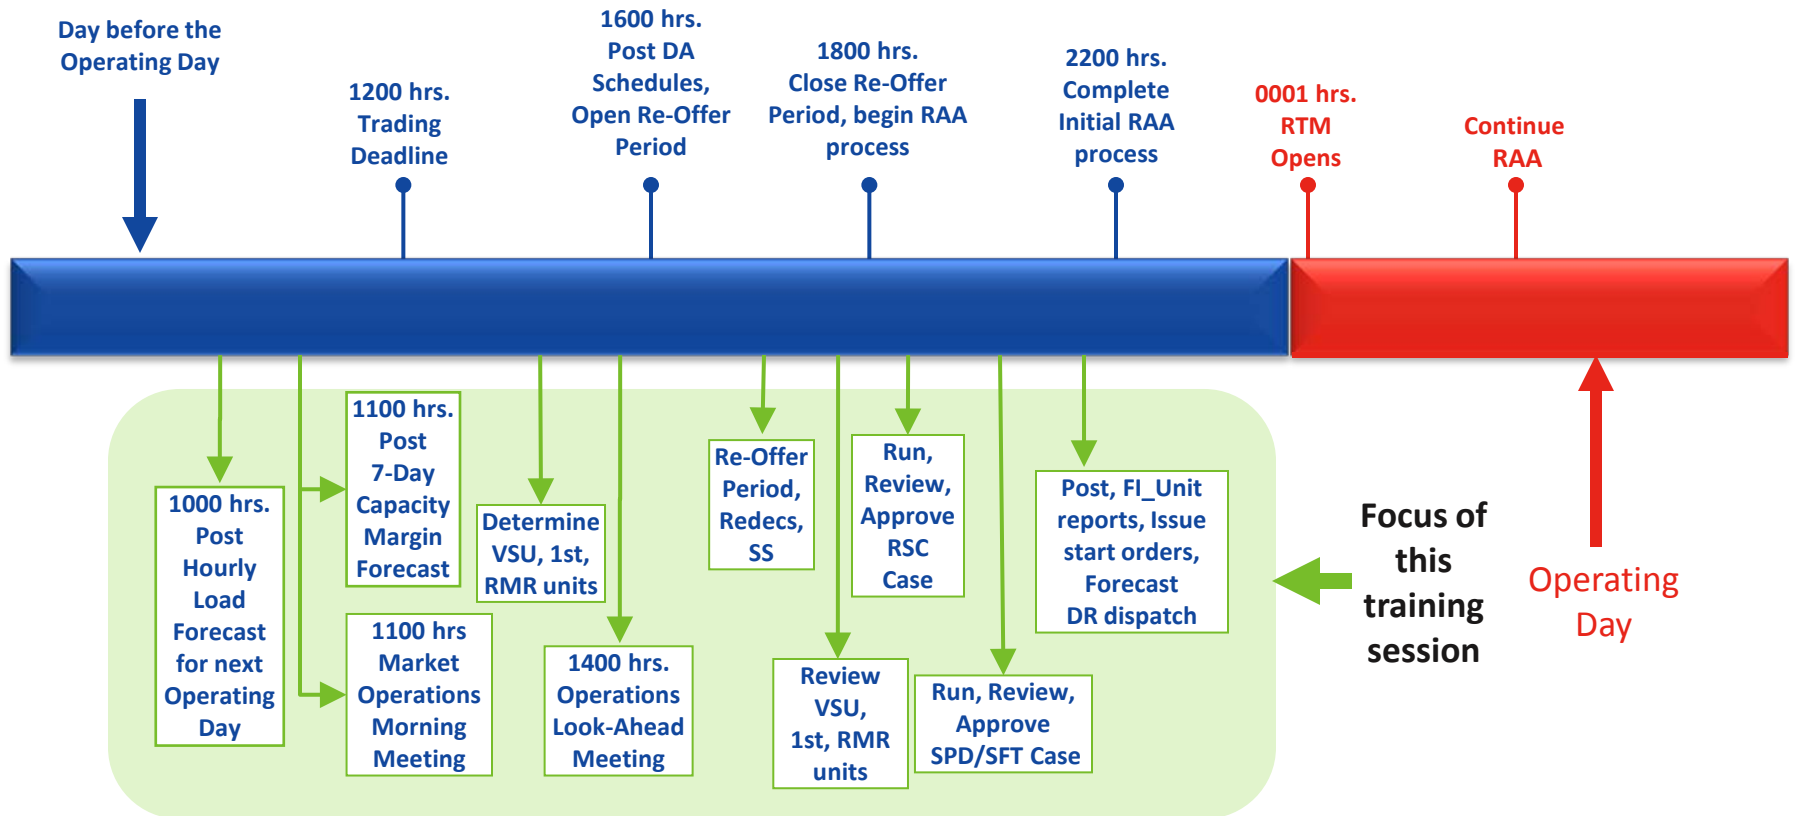 Day before the
Operating Day
1200 hrs.
Trading
Deadline
1600 hrs.
Post DA
Schedules,
Open Re-Offer
Period
1800 hrs.
Close Re-Offer
Period, begin RAA
process
2200 hrs.
Complete
Initial RAA
process
0001 hrs.
RTM
Opens
Continue
RAA
1000 hrs.
Post
Hourly
Load
Forecast
for next
Operating
Day
1100 hrs.
Post
7-Day
Capacity
Margin
Forecast
1100 hrs
Market
Operations
Morning
Meeting
Determine
VSU, 1st,
RMR units
1400 hrs.
Operations
Look-Ahead
Meeting
Re-Offer
Period,
Redecs,
SS
Review
VSU,
1st, RMR
units
Run,
Review,
Approve
RSC
Case
Run, Review,
Approve
SPD/SFT Case
Post, FI_Unit
reports, Issue
start orders,
Forecast
DR dispatch
Focus of
this
training
session
Operating
Day